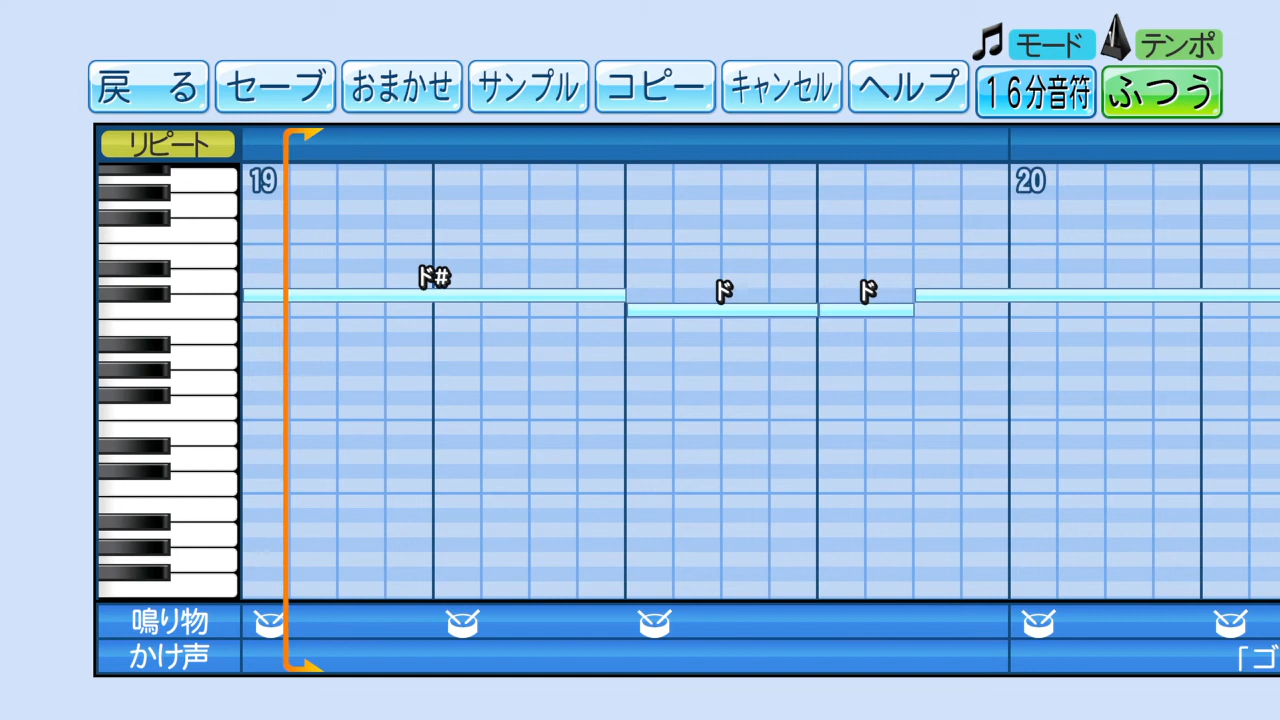 モード テンポ
戻る セーブ おまかせ サンプル コピー キャンセル ヘルプ 16分音符 ふつう
リピート
19 20
ド#
ド ド
鳴り物
かけ声 「ゴ